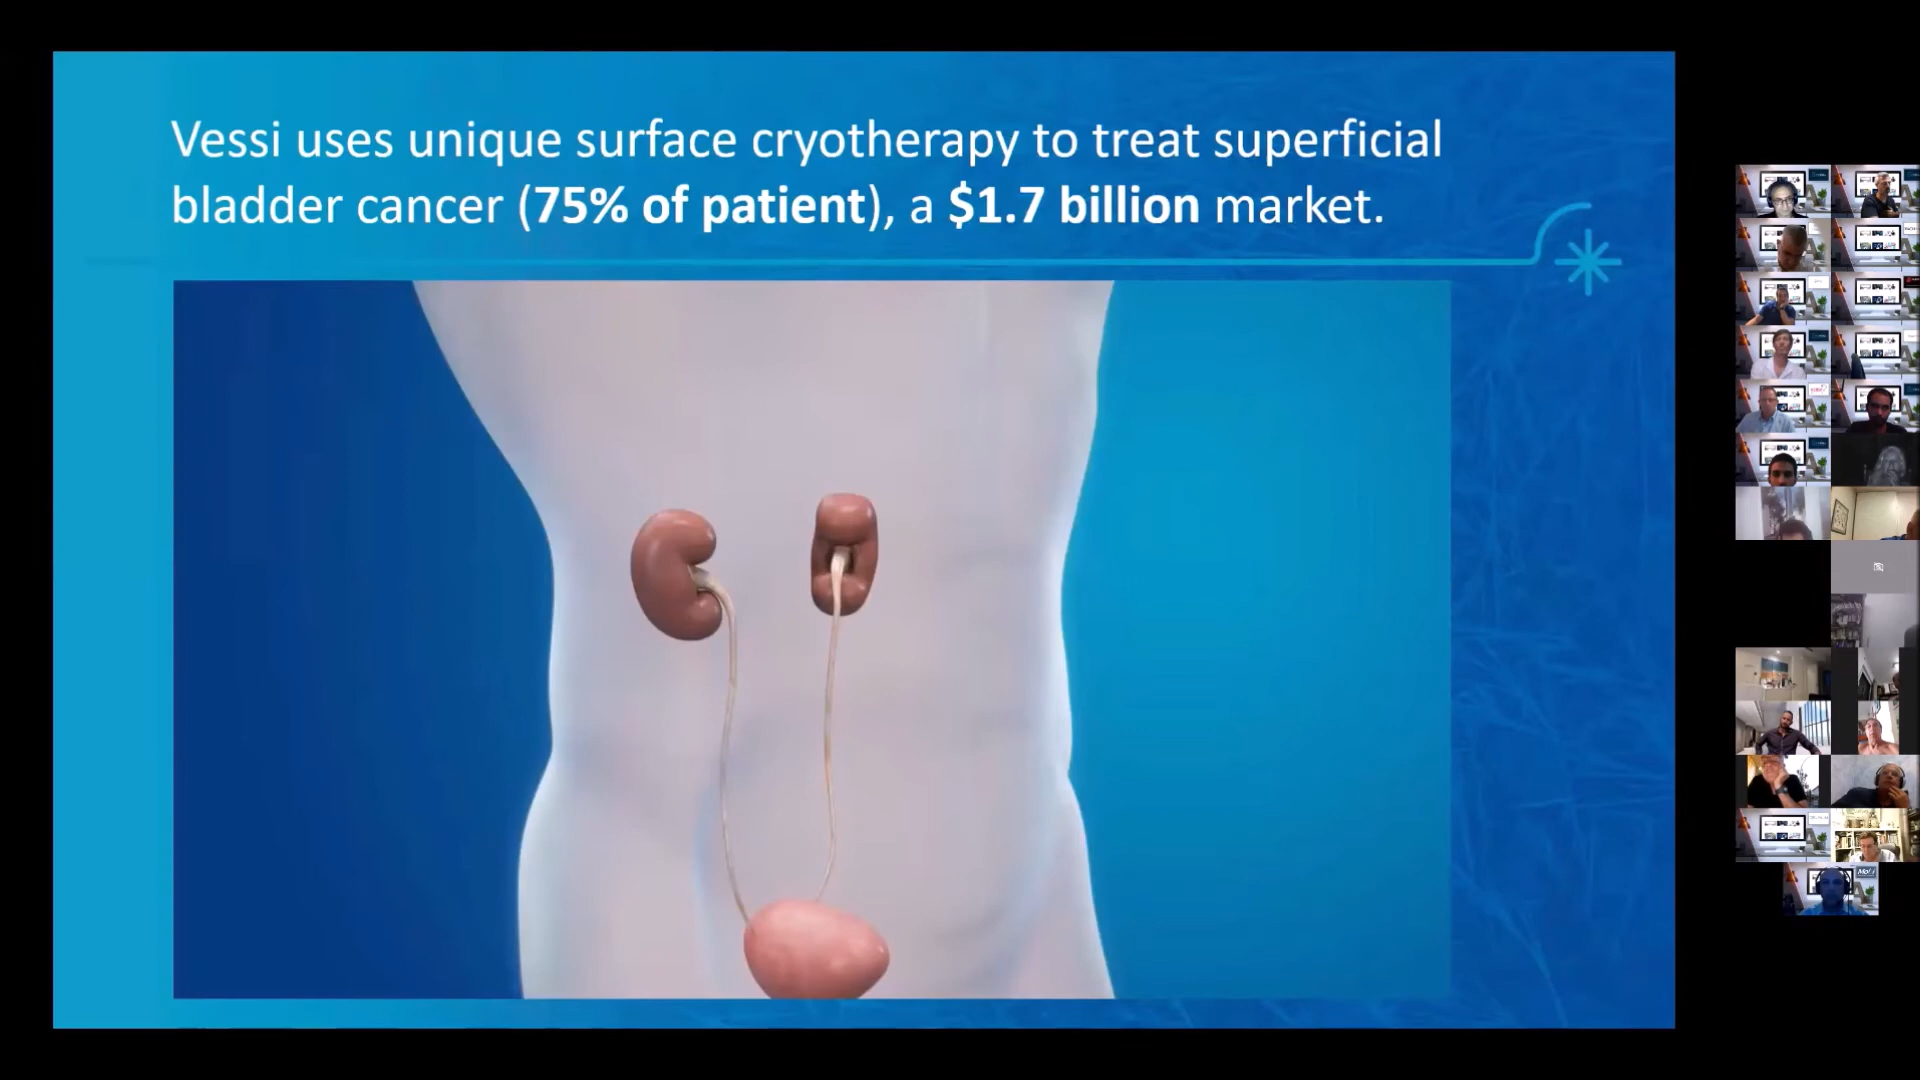 Vessi uses unique surface cryotherapy to treat superficial
bladder cancer (75% of patient), a $1.7 billion market.